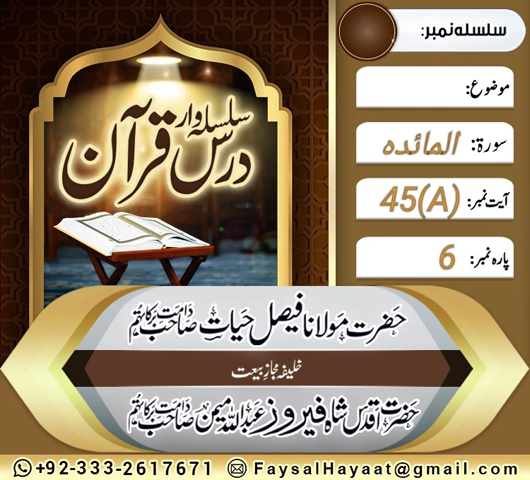 سلسلہ نمبر:
موضوع:
سورۃ: المائدہ
آیت نمبر: 45(A)
پارہ نمبر: 6
سلسلہ وار
درس قرآن
حضرت مولانا فیصل حیات صاحب دامت برکاتہم
خلیفہ مجاز بیعت
حضرت اقدس شاہ فیروز عبداللہ میمن صاحب دامت برکاتہم
+92-333-2617671 FaysalHayaat@gmail.com